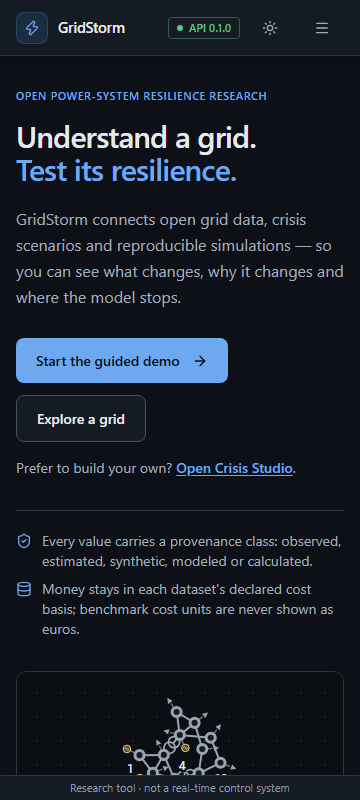 GridStorm
API 0.1.0
OPEN POWER-SYSTEM RESILIENCE RESEARCH
Understand a grid.
Test its resilience.
GridStorm connects open grid data, crisis
scenarios and reproducible simulations — so
you can see what changes, why it changes and
where the model stops.
Start the guided demo
Explore a grid
Prefer to build your own? Open Crisis Studio.
Every value carries a provenance class: observed,
estimated, synthetic, modeled or calculated.
Money stays in each dataset's declared cost
basis; benchmark cost units are never shown as
euros.
4
1
Research tool · not a real-time control system